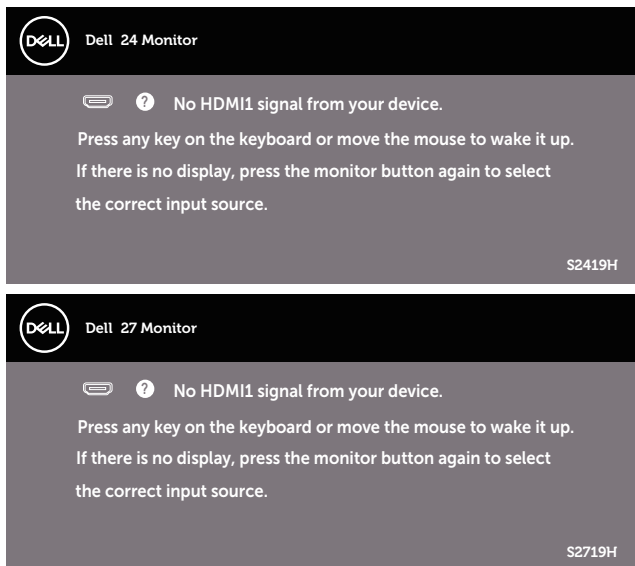 DELL Dell 24 Monitor
? No HDMI1 signal from your device.
Press any key on the keyboard or move the mouse to wake it up.
If there is no display, press the monitor button again to select
the correct input source.
S2419H
DELL Dell 27 Monitor
? No HDMI1 signal from your device.
Press any key on the keyboard or move the mouse to wake it up.
If there is no display, press the monitor button again to select
the correct input source.
S2719H